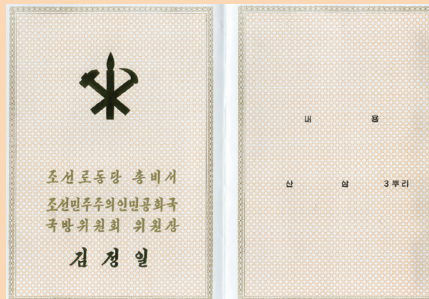 조선로동당 총비서
조선민주주의인민공화국
국방위원회 위원장
김정일
내 용
산 삼 3뿌리